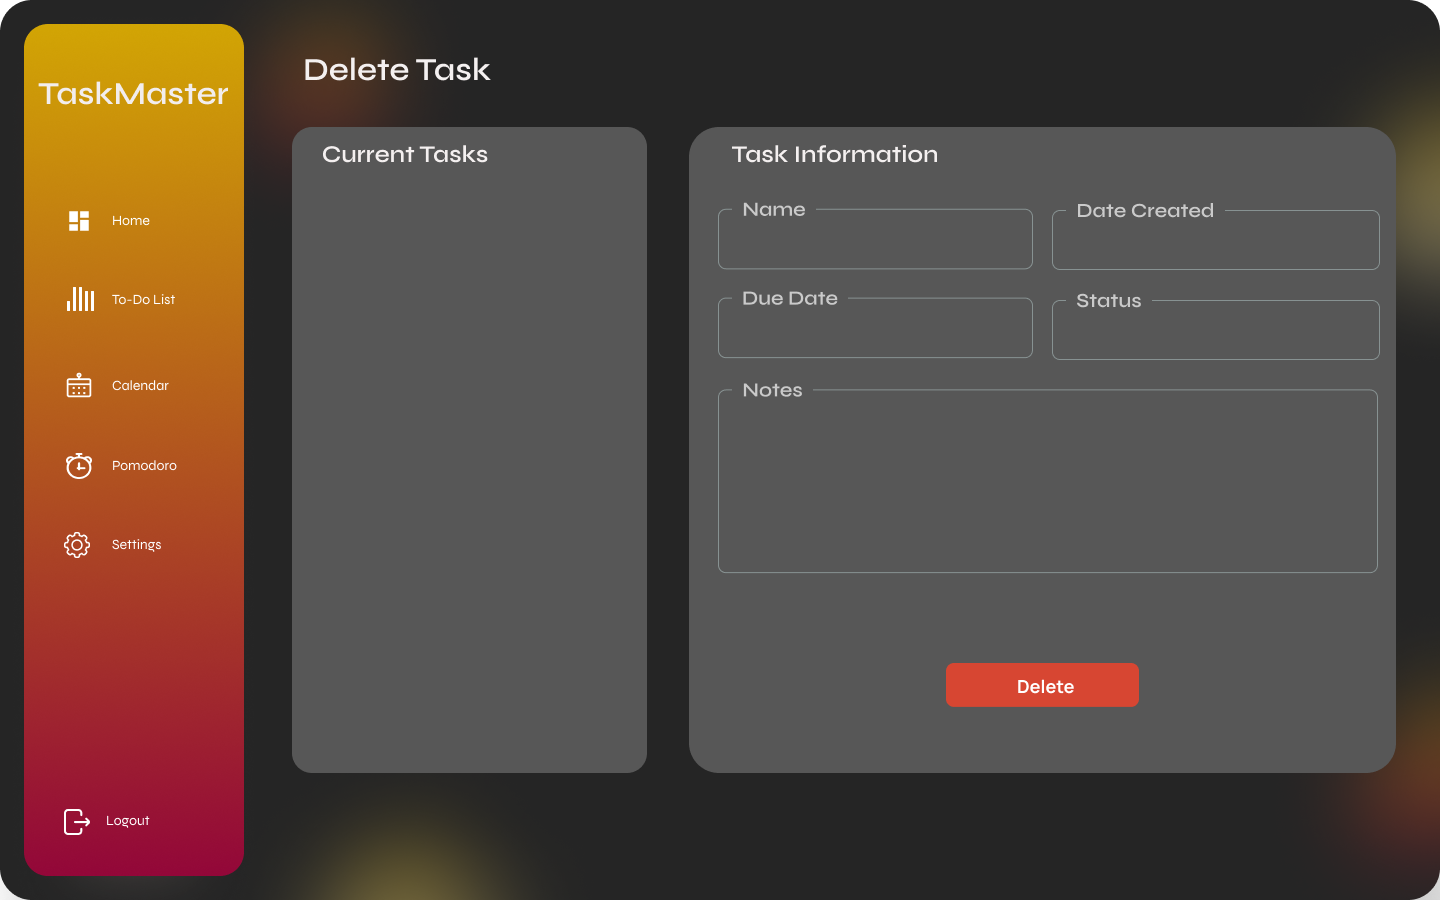 TaskMaster
Home
To-Do List
Calendar
Pomodoro
Settings
Logout
Delete Task
Current Tasks
Task Information
Name
Date Created
Due Date
Status
Notes
Delete